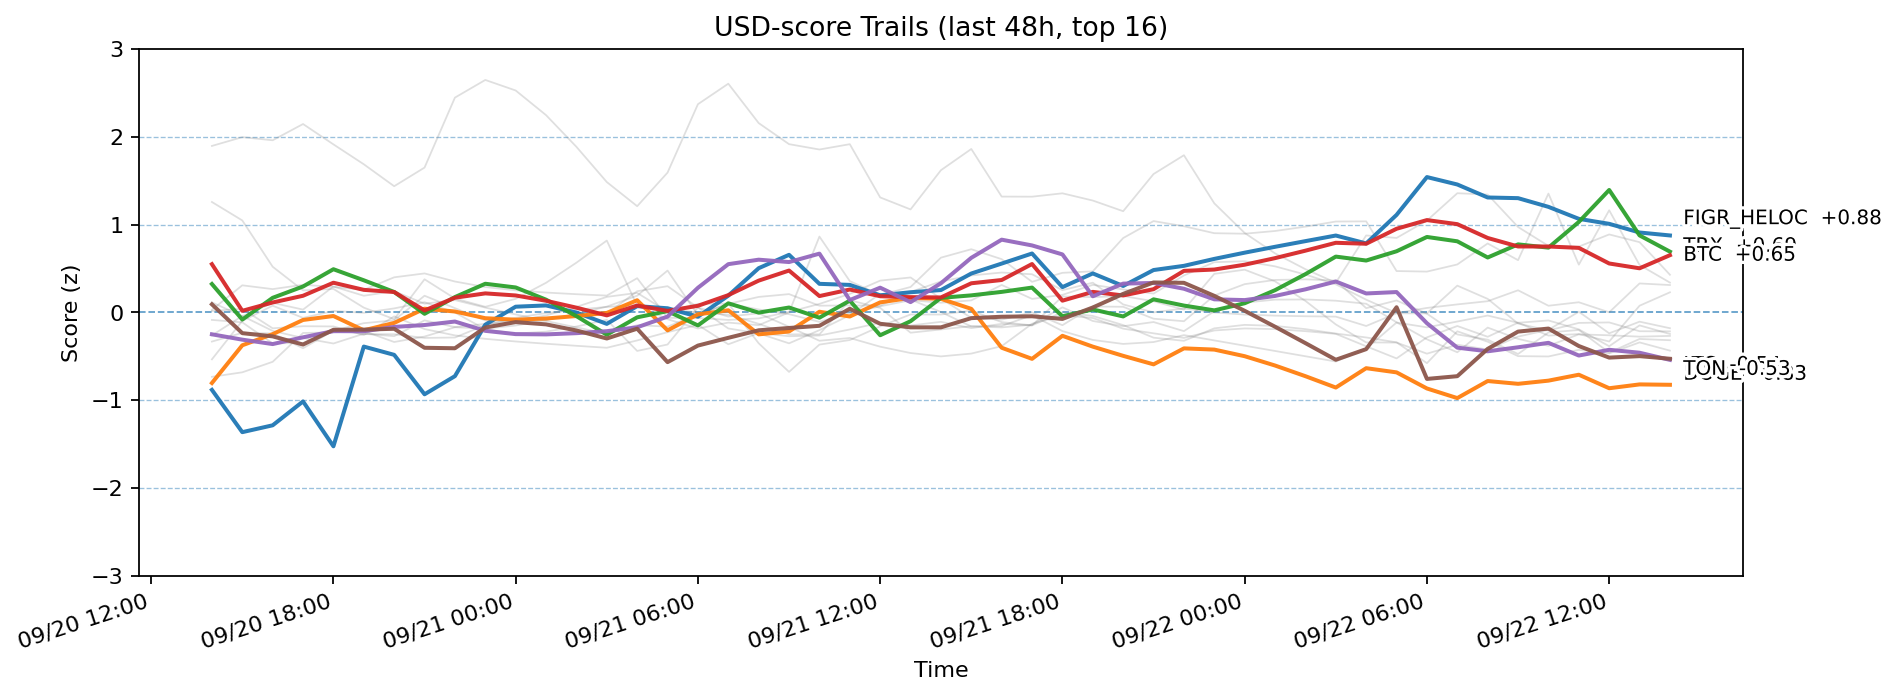 USD-score Trails (last 48h, top 16)
Score (z)
3
2
1
0
−1
−2
−3
FIGR_HELOC +0.88
BTC +0.65
TON -0.53
09/20 12:00
09/20 18:00
09/21 00:00
09/21 06:00
09/21 12:00
09/21 18:00
09/22 00:00
09/22 06:00
09/22 12:00
Time